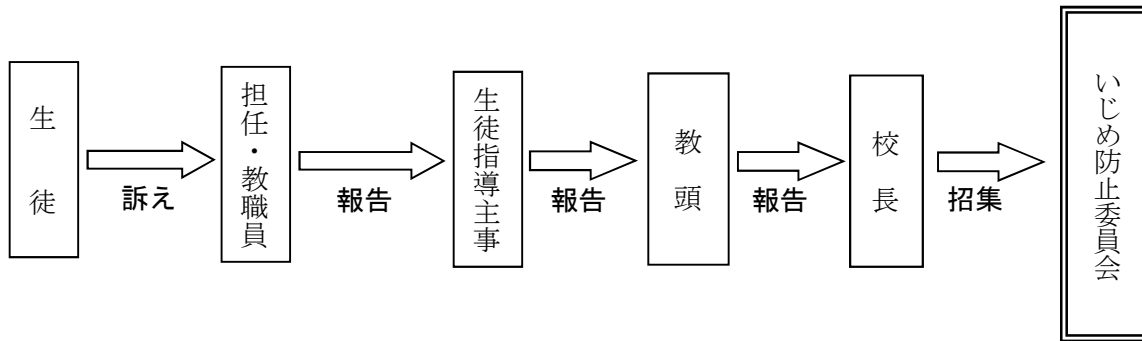 生徒
訴え
担任・教職員
報告
生徒指導主事
報告
教頭
報告
校長
招集
いじめ防止委員会